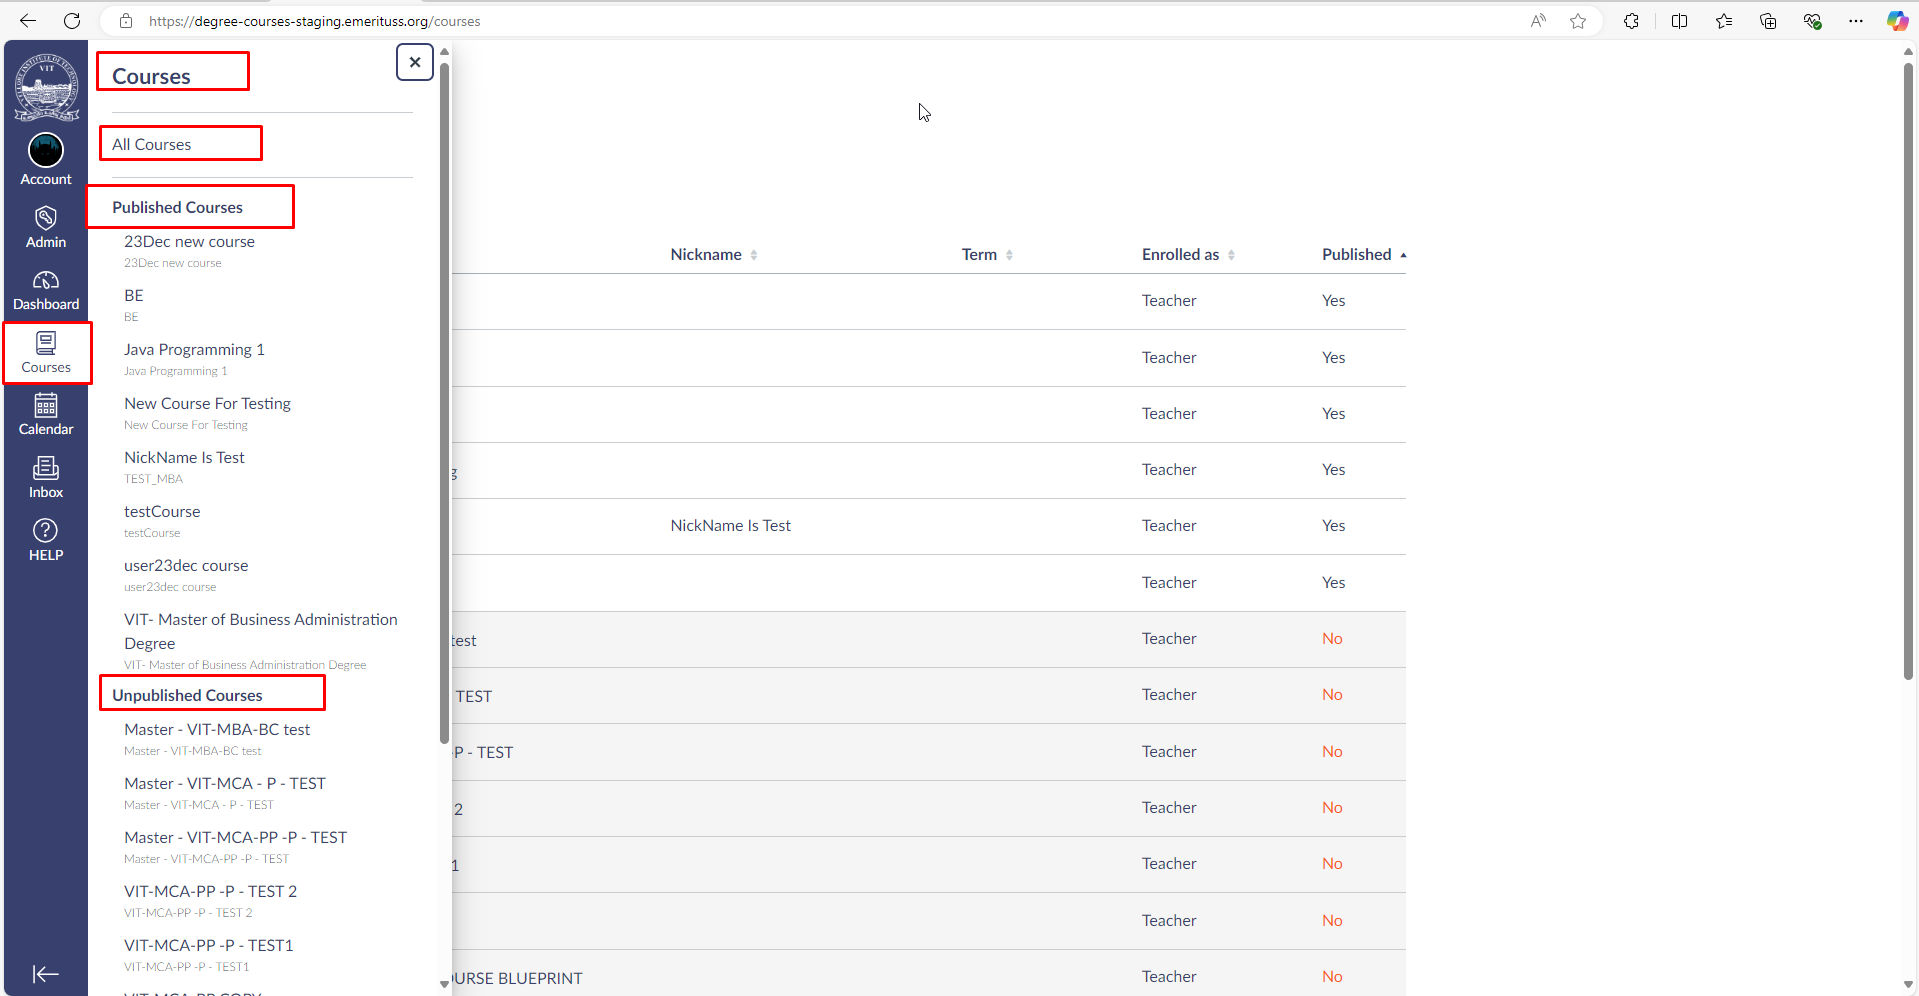 https://degree-courses-staging.emerituss.org/courses
VIT
Account
Admin
Dashboard
Courses
Calendar
Inbox
HELP
Courses
All Courses
Published Courses
23Dec new course
23Dec new course
BE
BE
Java Programming 1
Java Programming 1
New Course For Testing
New Course For Testing
NickName Is Test
TEST_MBA
testCourse
testCourse
user23dec course
user23dec course
VIT- Master of Business Administration
Degree
VIT- Master of Business Administration Degree
Unpublished Courses
Master - VIT-MBA-BC test
Master - VIT-MBA-BC test
Master - VIT-MCA - P - TEST
Master - VIT-MCA - P - TEST
Master - VIT-MCA-PP -P - TEST
Master - VIT-MCA-PP -P - TEST
VIT-MCA-PP -P - TEST 2
VIT-MCA-PP -P - TEST 2
VIT-MCA-PP -P - TEST1
VIT-MCA-PP -P - TEST1
Nickname Term Enrolled as Published
Teacher Yes
Teacher Yes
Teacher Yes
g Teacher Yes
NickName Is Test Teacher Yes
Teacher Yes
test Teacher No
TEST Teacher No
-P - TEST Teacher No
2 Teacher No
1 Teacher No
Teacher No
OURSE BLUEPRINT Teacher No